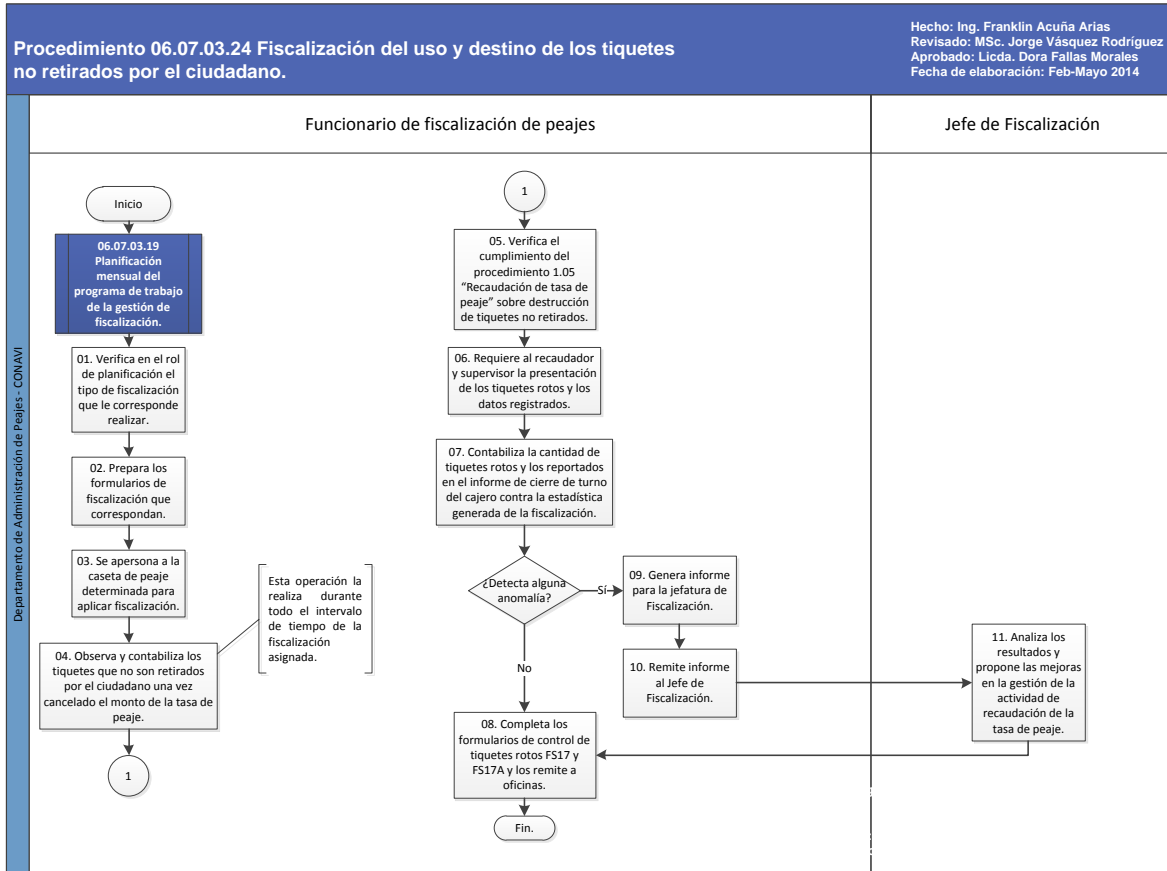 Procedimiento 06.07.03.24 Fiscalización del uso y destino de los tiquetes
no retirados por el ciudadano.
Hecho: Ing. Franklin Acuña Arias
Revisado: MSc. Jorge Vásquez Rodríguez
Aprobado: Licda. Dora Fallas Morales
Fecha de elaboración: Feb-Mayo 2014
Departamento de Administración de Peajes - CONAVI
Funcionario de fiscalización de peajes
Jefe de Fiscalización
Inicio
06.07.03.19
Planificación
mensual del
programa de trabajo
de la gestión de
fiscalización.
01. Verifica en el rol
de planificación el
tipo de fiscalización
que le corresponde
realizar.
02. Prepara los
formularios de
fiscalización que
correspondan.
03. Se apersona a la
caseta de peaje
determinada para
aplicar fiscalización.
04. Observa y contabiliza los
tiquetes que no son retirados
por el ciudadano una vez
cancelado el monto de la tasa de
peaje.
Esta operación la
realiza durante
todo el intervalo
de tiempo de la
fiscalización
asignada.
1
1
05. Verifica el
cumplimiento del
procedimiento 1.05
“Recaudación de tasa de
peaje” sobre destrucción
de tiquetes no retirados.
06. Requiere al recaudador
y supervisor la presentación
de los tiquetes rotos y los
datos registrados.
07. Contabiliza la cantidad de
tiquetes rotos y los reportados
en el informe de cierre de turno
del cajero contra la estadística
generada de la fiscalización.
¿Detecta alguna
anomalía?
Sí
No
09. Genera informe
para la jefatura de
Fiscalización.
10. Remite informe
al Jefe de
Fiscalización.
11. Analiza los
resultados y
propone las mejoras
en la gestión de la
actividad de
recaudación de la
tasa de peaje.
08. Completa los
formularios de control de
tiquetes rotos FS17 y
FS17A y los remite a
oficinas.
Fin.